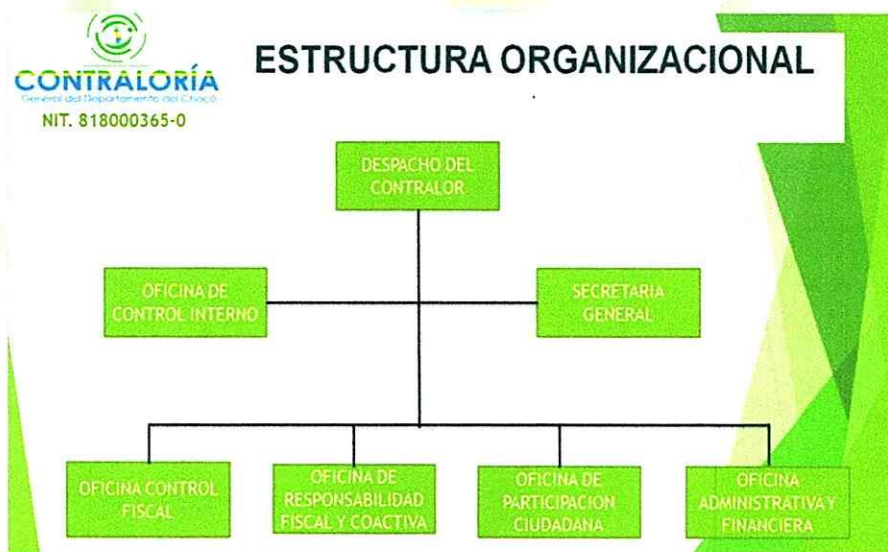 CONTRALORÍA
General del Departamento del Chocó
NIT. 818000365-0
ESTRUCTURA ORGANIZACIONAL
DESPACHO DEL
CONTRALOR
OFICINA DE
CONTROL INTERNO
SECRETARIA
GENERAL
OFICINA CONTROL
FISCAL
OFICINA DE
RESPONSABILIDAD
FISCAL Y COACTIVA
OFICINA DE
PARTICIPACION
CIUDADANA
OFICINA
ADMINISTRATIVA Y
FINANCIERA